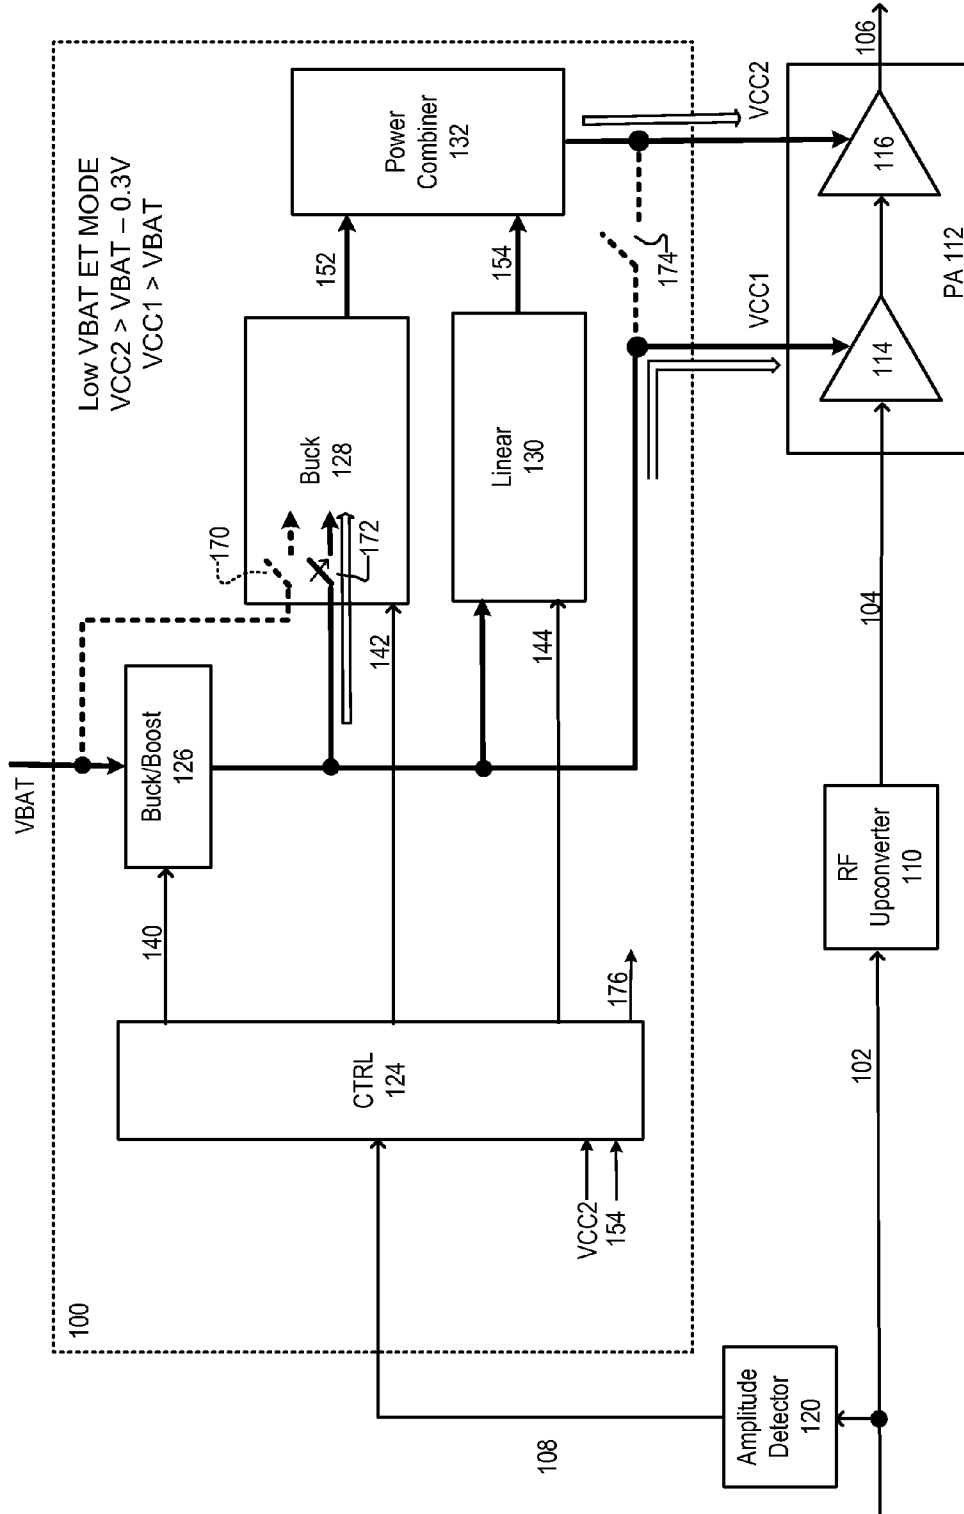 Low VBAT ET MODE
VCC2 > VBAT – 0.3V
VCC1 > VBAT
VBAT
Buck/Boost
126
170
172
Buck
128
152
Power
Combiner
132
154
Linear
130
140
142
144
174
VCC1
VCC2
106
116
114
PA 112
CTRL
124
176
VCC2
154
100
104
RF
Upconverter
110
102
108
Amplitude
Detector
120